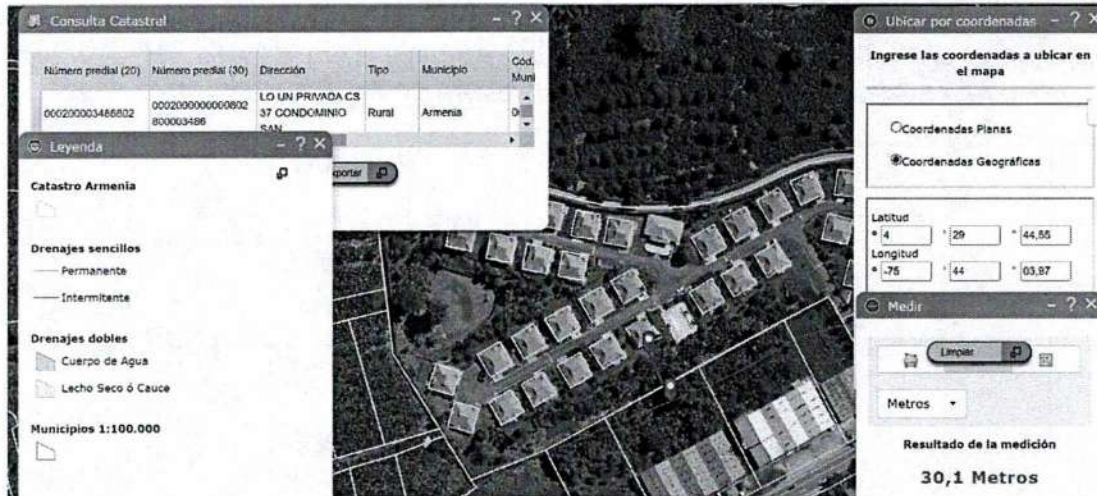 Consulta Catastral
Número predial (20) Número predial (30) Dirección Tipo Municipio Cód. Muni
000200003486802 0002000000000802 LO UN PRIVADA CS Rural Armenia
800003486 37 CONDOMINIO
SAN
Leyenda
Catastro Armenia
Drenajes sencillos
Permanente
Intermitente
Drenajes dobles
Cuerpo de Agua
Lecho Seco ó Cauce
Municipios 1:100.000
xportar
Ubicar por coordenadas
Ingrese las coordenadas a ubicar en
el mapa
Coordenadas Planas
Coordenadas Geográficas
Latitud
° 4 ' 29 " 44,55
Longitud
° -75 ' 44 " 03,97
Medir
Limpiar
Metros
Resultado de la medición
30,1 Metros